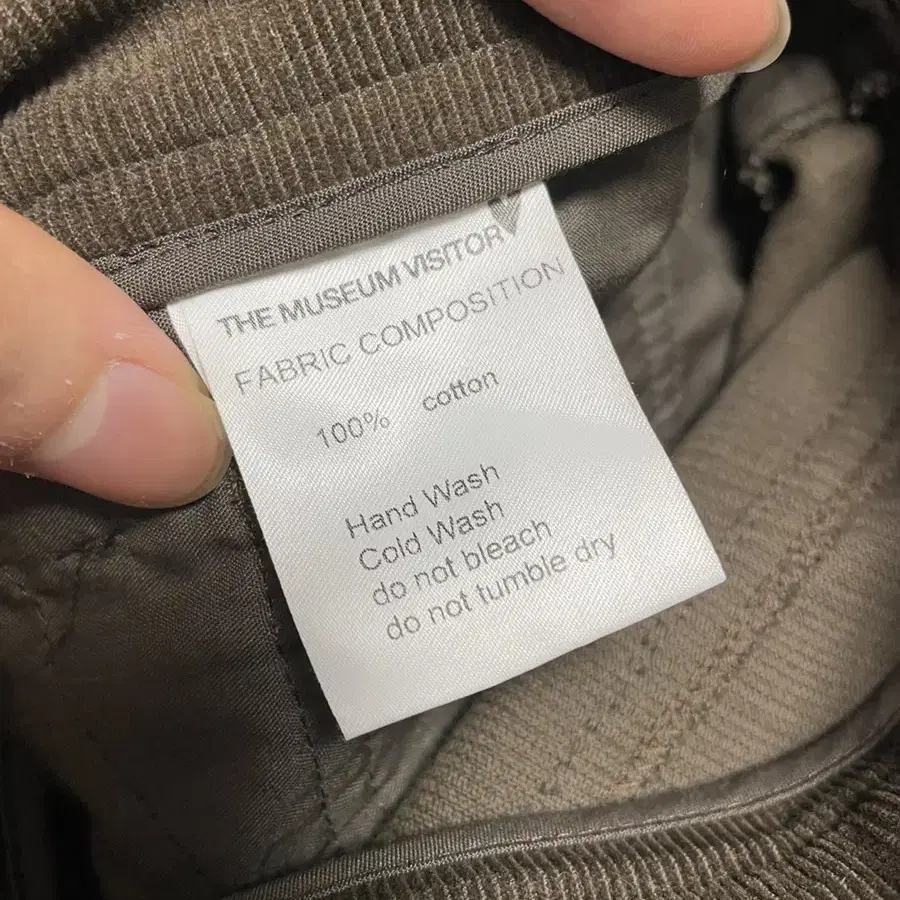 THE MUSEUM VISITOR
FABRIC COMPOSITION
100% cotton
Hand Wash
Cold Wash
do not bleach
do not tumble dry